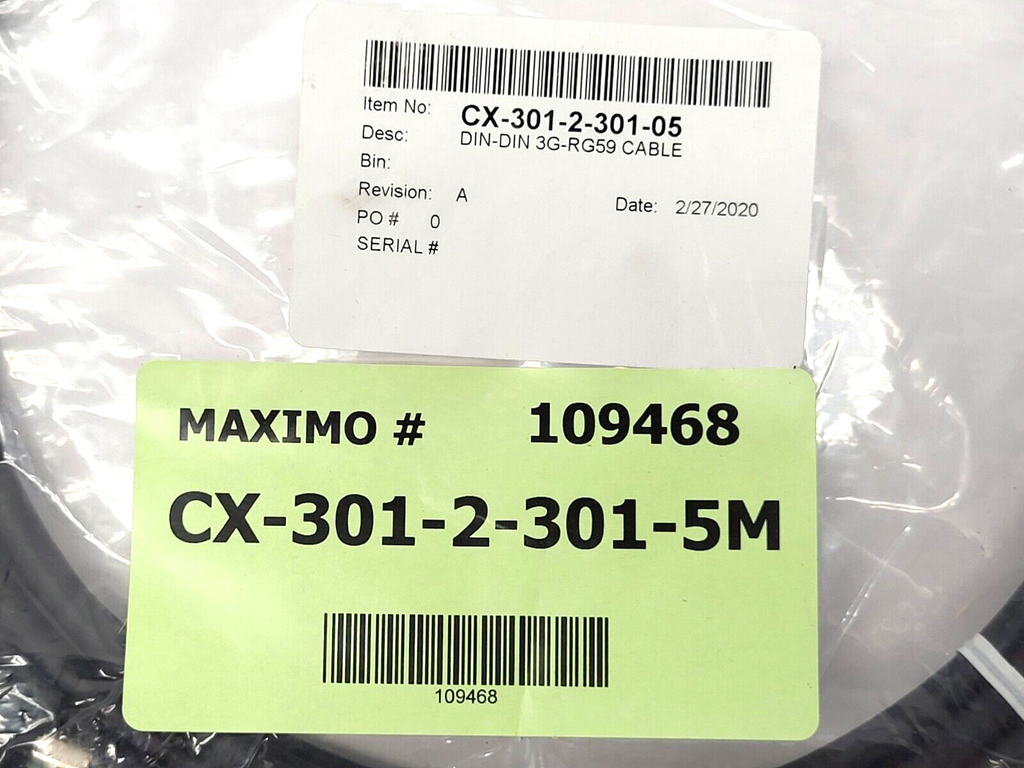 Item No: CX-301-2-301-05
Desc: DIN-DIN 3G-RG59 CABLE
Bin:
Revision: A Date: 2/27/2020
PO # 0
SERIAL #
MAXIMO # 109468
CX-301-2-301-5M
109468